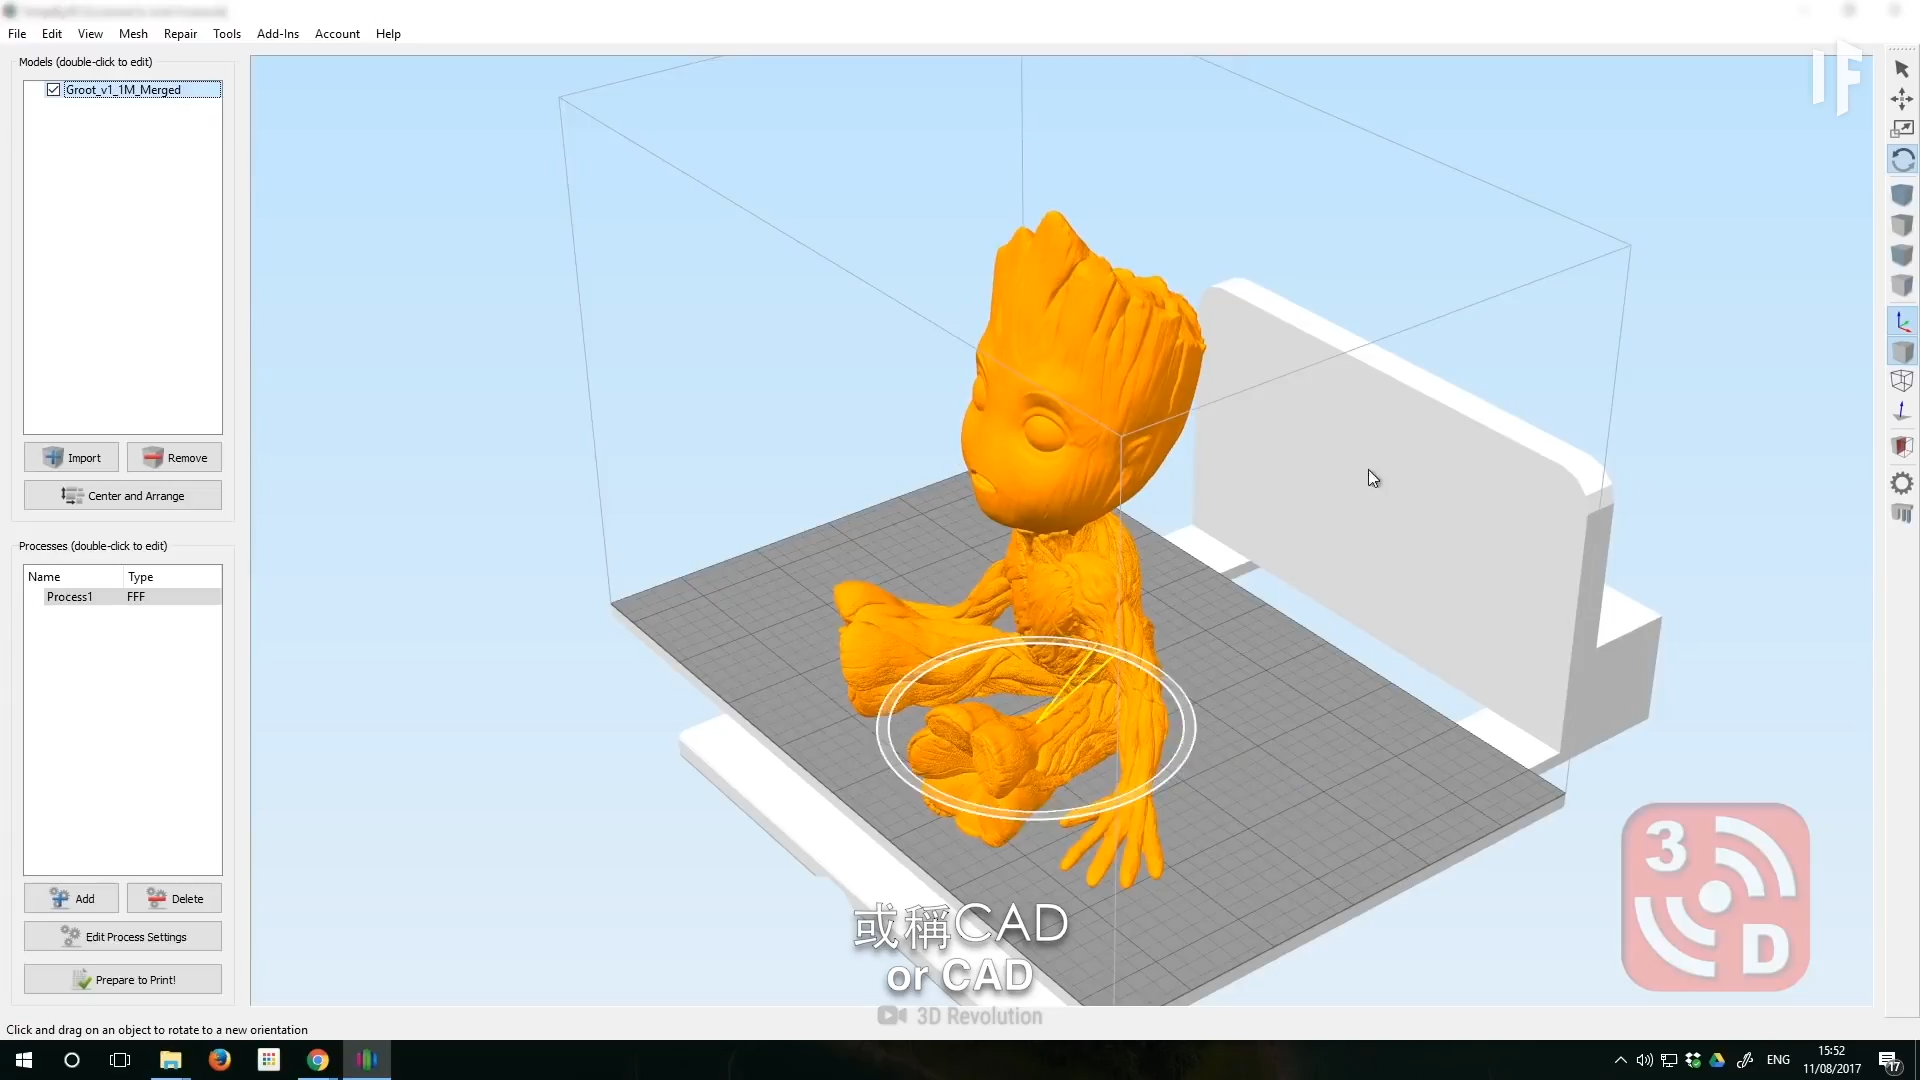 File Edit View Mesh Repair Tools Add-Ins Account Help
Models (double-click to edit)
Groot_v1_1M_Merged
IF
Import Remove
Center and Arrange
Processes (double-click to edit)
Name Type
Process1 FFF
Add Delete
Edit Process Settings
Prepare to Print!
3
D
或稱CAD
or CAD
3D Revolution
Click and drag on an object to rotate to a new orientation
ENG
15:52
11/08/2017
17